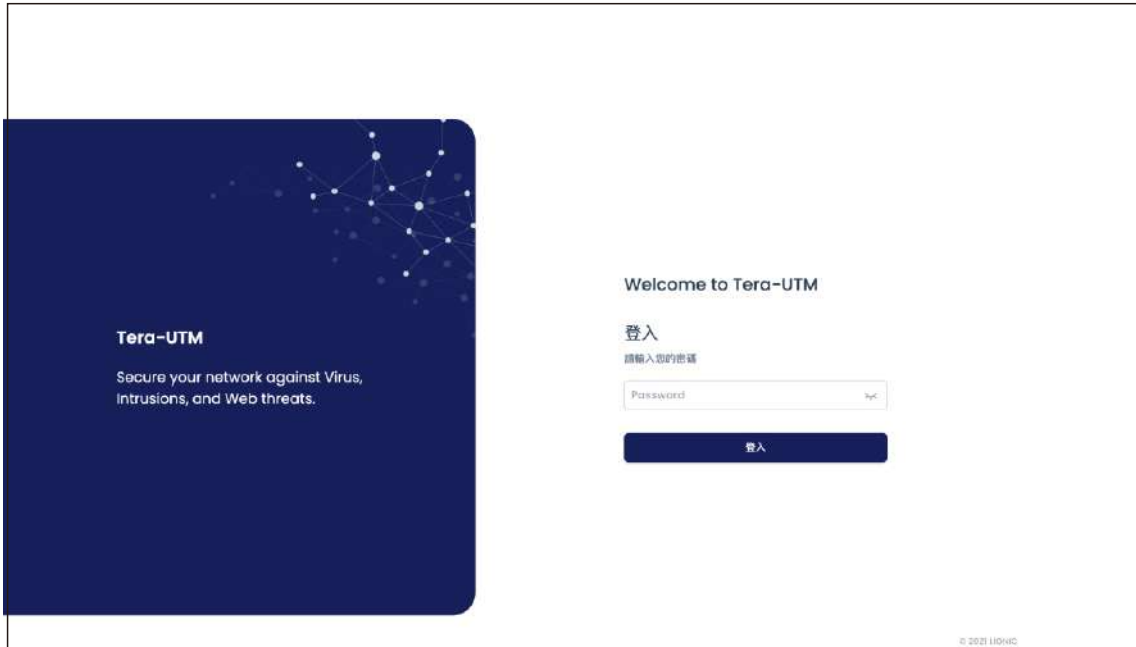 Tera-UTM
Secure your network against Virus,
Intrusions, and Web threats.
Welcome to Tera-UTM
登入
請輸入您的密碼
Password
登入
© 2021 LIONIC